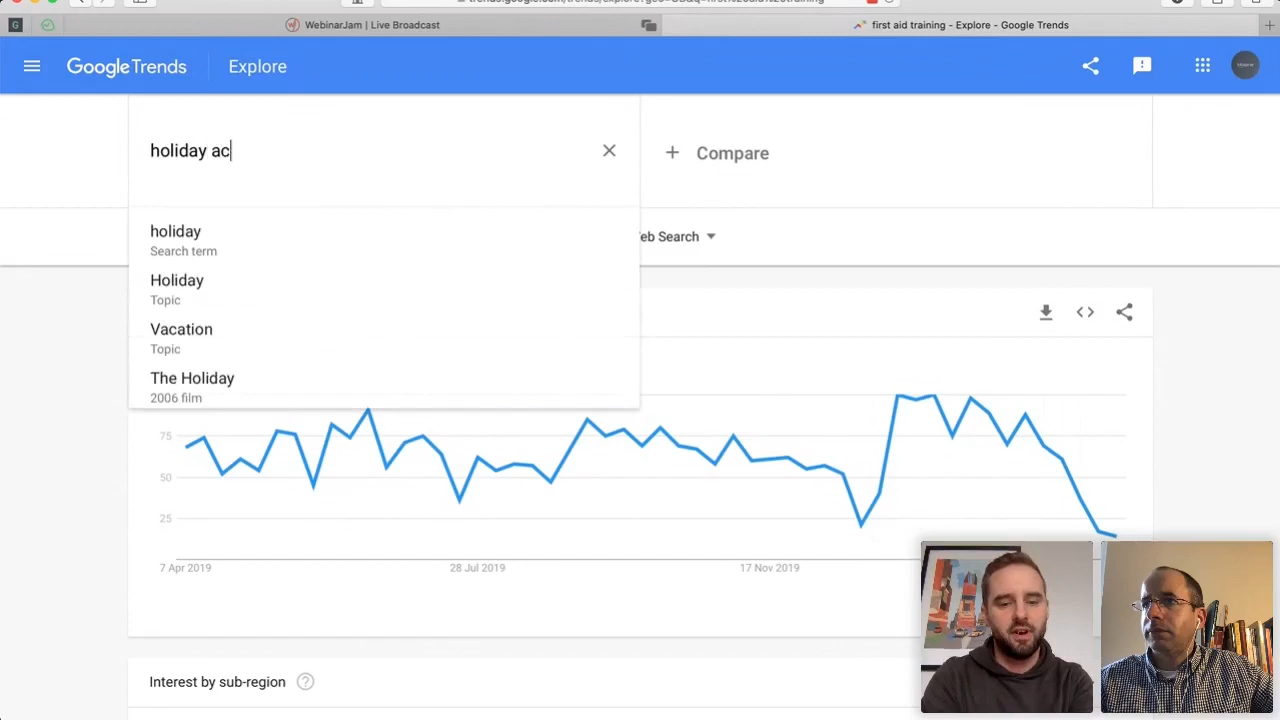 G
WebinarJam | Live Broadcast
first aid training - Explore - Google Trends
Google Trends
Explore
holiday ac
Compare
holiday
Search term
eb Search
Holiday
Topic
Vacation
Topic
The Holiday
2006 film
75
50
25
7 Apr 2019
28 Jul 2019
17 Nov 2019
Interest by sub-region
?